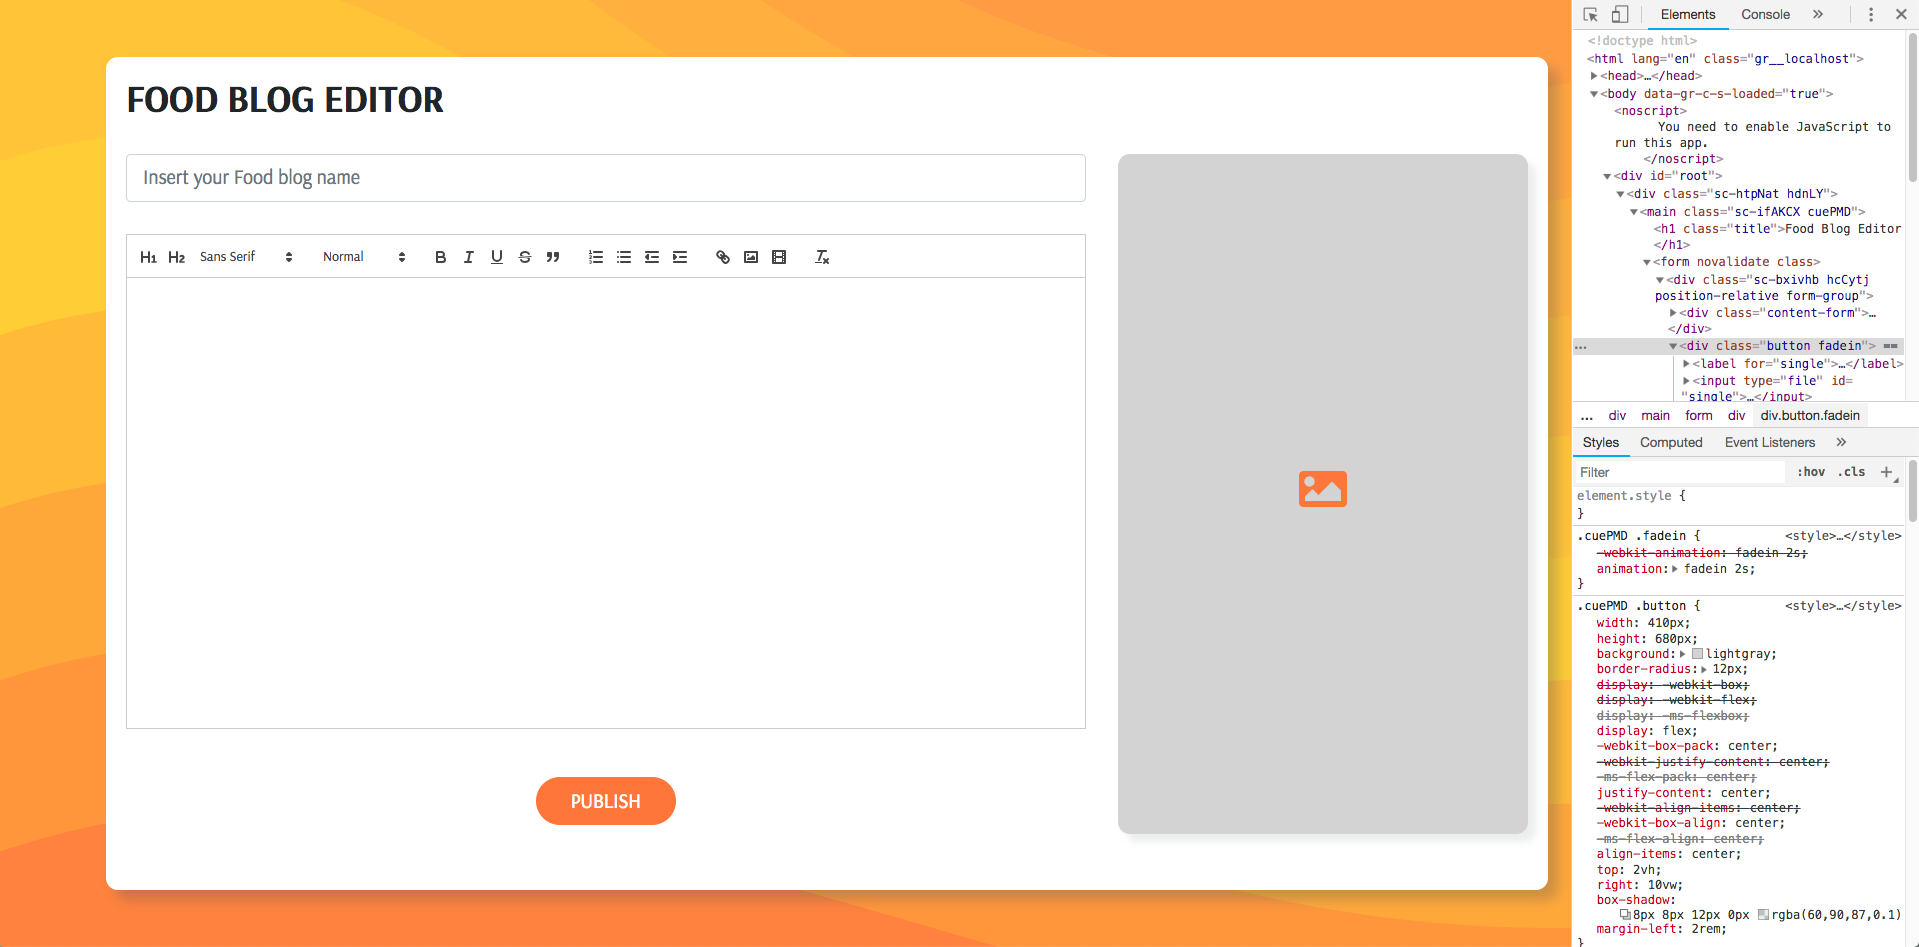 FOOD BLOG EDITOR
Insert your Food blog name
H1 H2 Sans Serif Normal B I U S
PUBLISH
Elements Console »
<!doctype html>
<html lang="en" class="gr__localhost">
<head>…</head>
<body data-gr-c-s-loaded="true">
<noscript>
You need to enable JavaScript to
run this app.
</noscript>
<div id="root">
<div class="sc-htpNat hdnLY">
<main class="sc-ifAKCX cuePMD">
<h1 class="title">Food Blog Editor
</h1>
<form novalidate class>
<div class="sc-bxivhb hcCytj
position-relative form-group">
<div class="content-form">…
</div>
… <div class="button fadein"> ==
<label for="single">…</label>
<input type="file" id=
"single">…</input>
… div main form div div.button.fadein
Styles Computed Event Listeners »
Filter :hov .cls +
element.style {
}
.cuePMD .fadein { <style>…</style>
-webkit-animation: fadein 2s;
animation: fadein 2s;
}
.cuePMD .button { <style>…</style>
width: 410px;
height: 680px;
background: lightgray;
border-radius: 12px;
display: -webkit-box;
display: -webkit-flex;
display: -ms-flexbox;
display: flex;
-webkit-box-pack: center;
-webkit-justify-content: center;
-ms-flex-pack: center;
justify-content: center;
-webkit-align-items: center;
-webkit-box-align: center;
-ms-flex-align: center;
align-items: center;
top: 2vh;
right: 10vw;
box-shadow:
8px 8px 12px 0px rgba(60,90,87,0.1)
margin-left: 2rem;
}